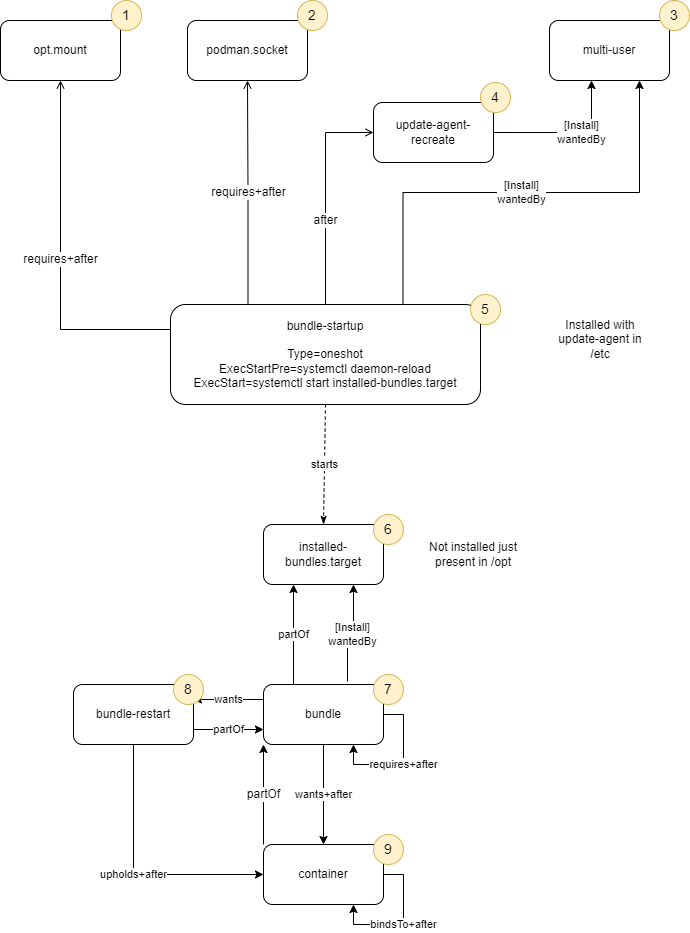 1
2
3
opt.mount
podman.socket
multi-user
4
update-agent-
recreate
[Install]
wantedBy
requires+after
[Install]
wantedBy
after
requires+after
5
bundle-startup
Type=oneshot
ExecStartPre=systemctl daemon-reload
ExecStart=systemctl start installed-bundles.target
Installed with
update-agent in
/etc
starts
6
installed-
bundles.target
Not installed just
present in /opt
partOf
[Install]
wantedBy
8
7
bundle-restart
wants
bundle
partOf
requires+after
partOf
wants+after
9
upholds+after
container
bindsTo+after